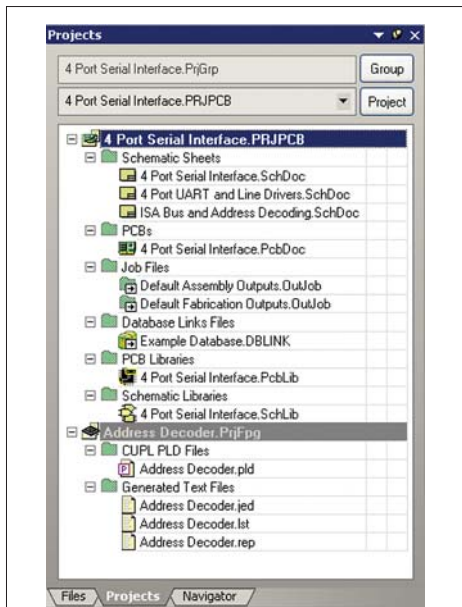 Projects
4 Port Serial Interface.PrjGrp
Group
4 Port Serial Interface.PRJPCB
Project
4 Port Serial Interface.PRJPCB
Schematic Sheets
4 Port Serial Interface.SchDoc
4 Port UART and Line Drivers.SchDoc
ISA Bus and Address Decoding.SchDoc
PCBs
4 Port Serial Interface.PcbDoc
Job Files
Default Assembly Outputs.OutJob
Default Fabrication Outputs.OutJob
Database Links Files
Example Database.DBLINK
PCB Libraries
4 Port Serial Interface.PcbLib
Schematic Libraries
4 Port Serial Interface.SchLib
Address Decoder.PrjFpg
CUPL PLD Files
Address Decoder.pld
Generated Text Files
Address Decoder.jed
Address Decoder.lst
Address Decoder.rep
Files
Projects
Navigator